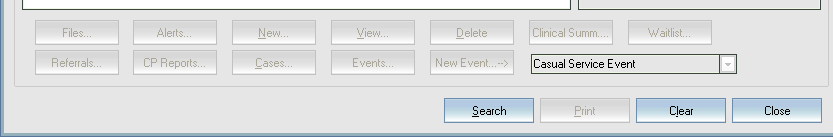 Files... Alerts... New... View... Delete Clinical Summ.... Waitlist...
Referrals... CP Reports... Cases... Events... New Event...--> Casual Service Event
Search Print Clear Close